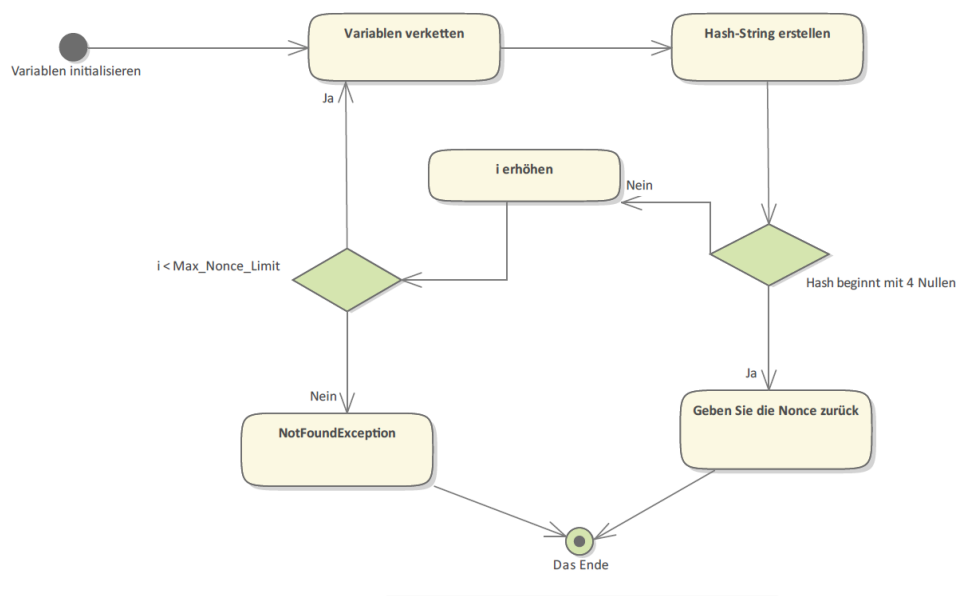 Variablen verketten
Hash-String erstellen
Variablen initialisieren
Ja
i erhöhen
Nein
i < Max_Nonce_Limit
Hash beginnt mit 4 Nullen
Ja
Nein
Geben Sie die Nonce zurück
NotFoundException
Das Ende